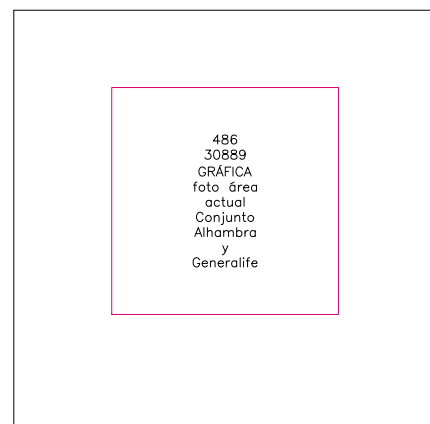 486
30889
GRÁFICA
foto área
actual
Conjunto
Alhambra
y
Generalife